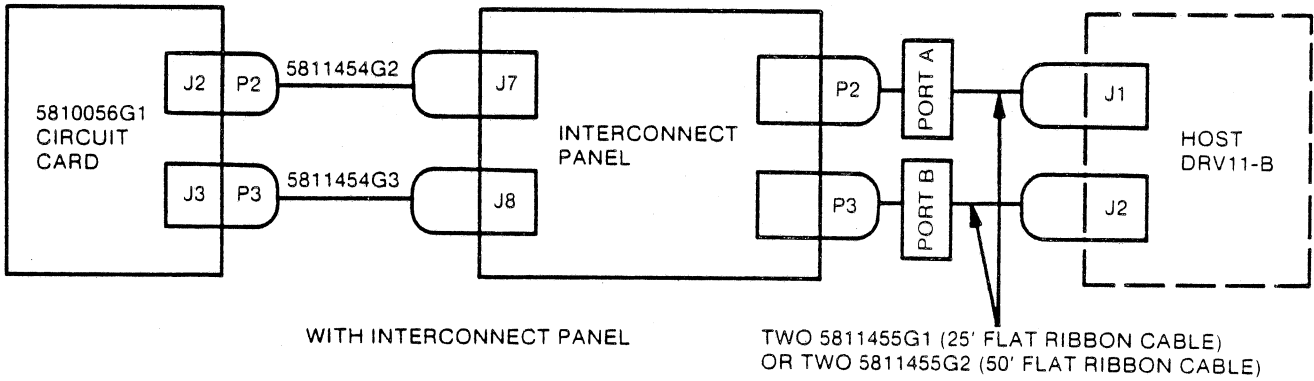 5810056G1
CIRCUIT
CARD
J2
P2
5811454G2
J7
J3
P3
5811454G3
J8
INTERCONNECT
PANEL
P2
PORT A
J1
P3
PORT B
J2
HOST
DRV11-B
WITH INTERCONNECT PANEL
TWO 5811455G1 (25' FLAT RIBBON CABLE)
OR TWO 5811455G2 (50' FLAT RIBBON CABLE)